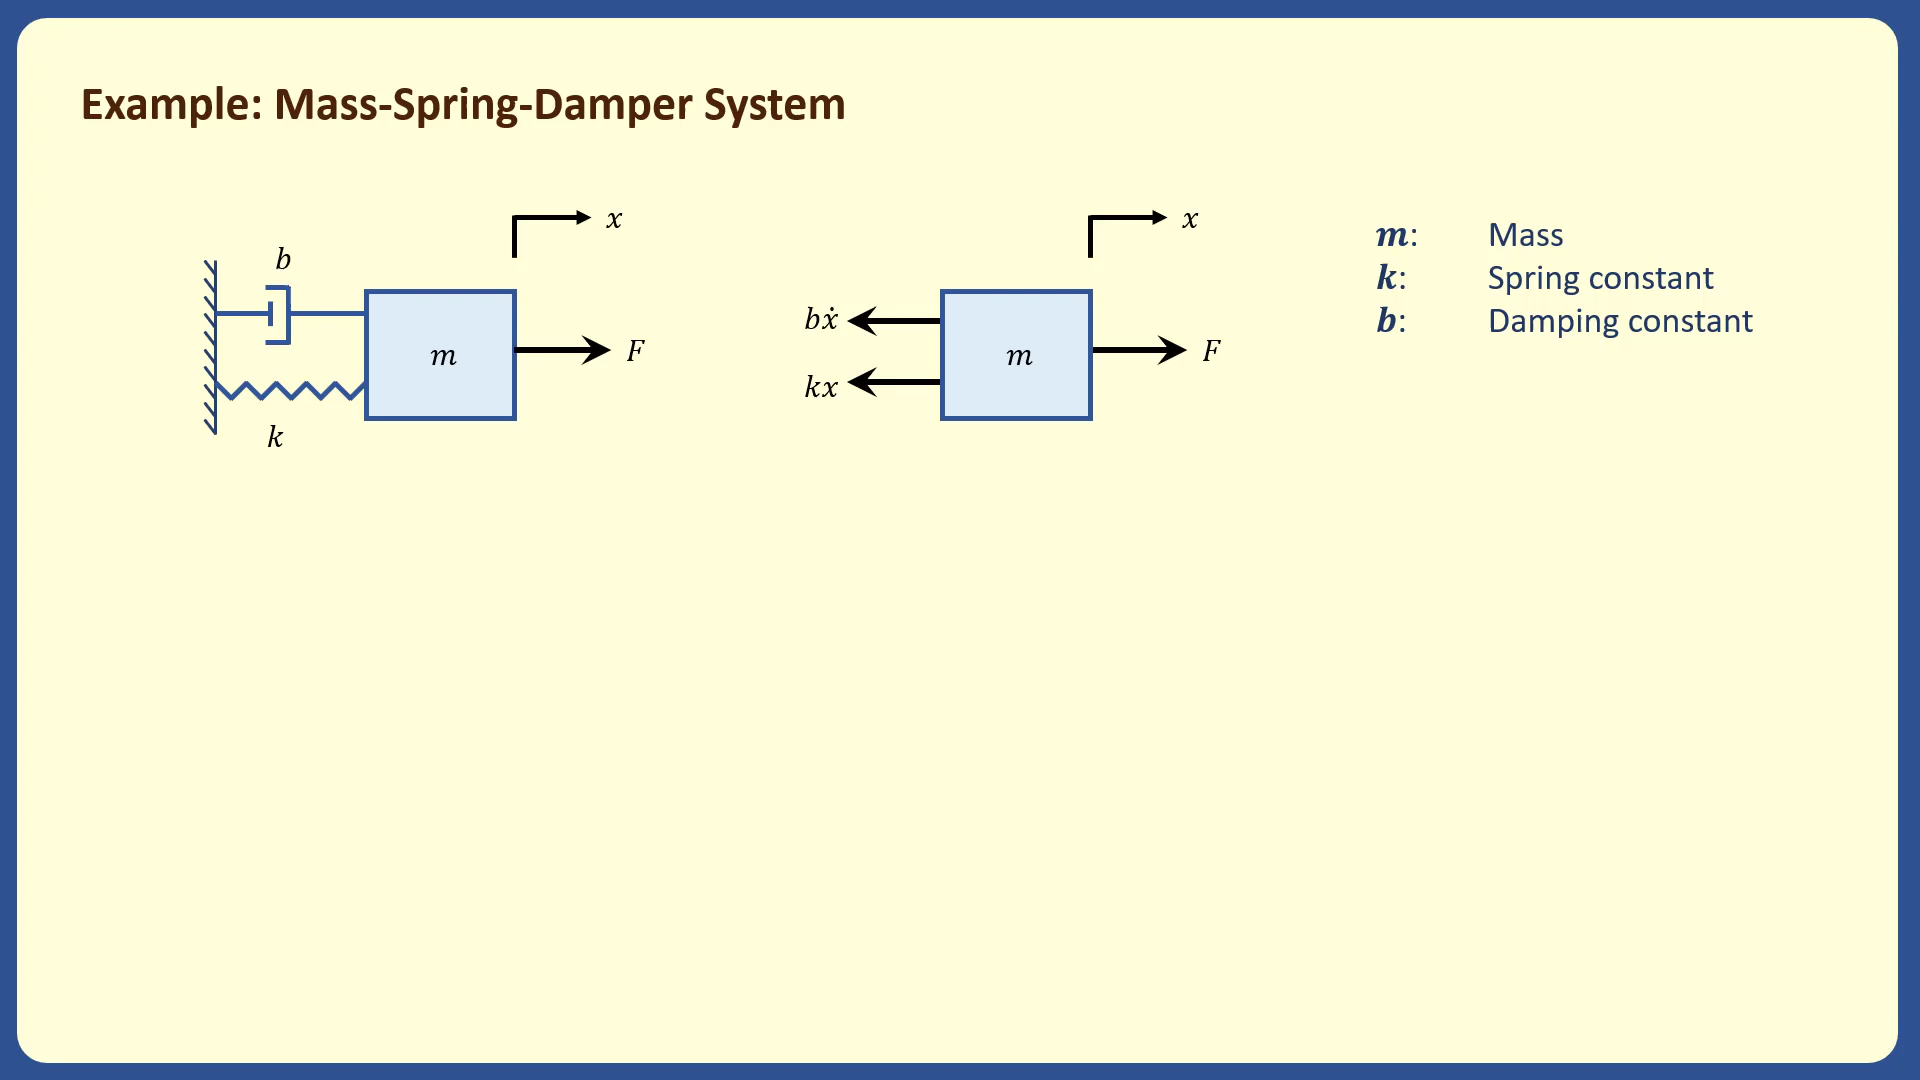 Example: Mass-Spring-Damper System
x
b
m
F
k
x
bẋ
kx
m
F
m: Mass
k: Spring constant
b: Damping constant